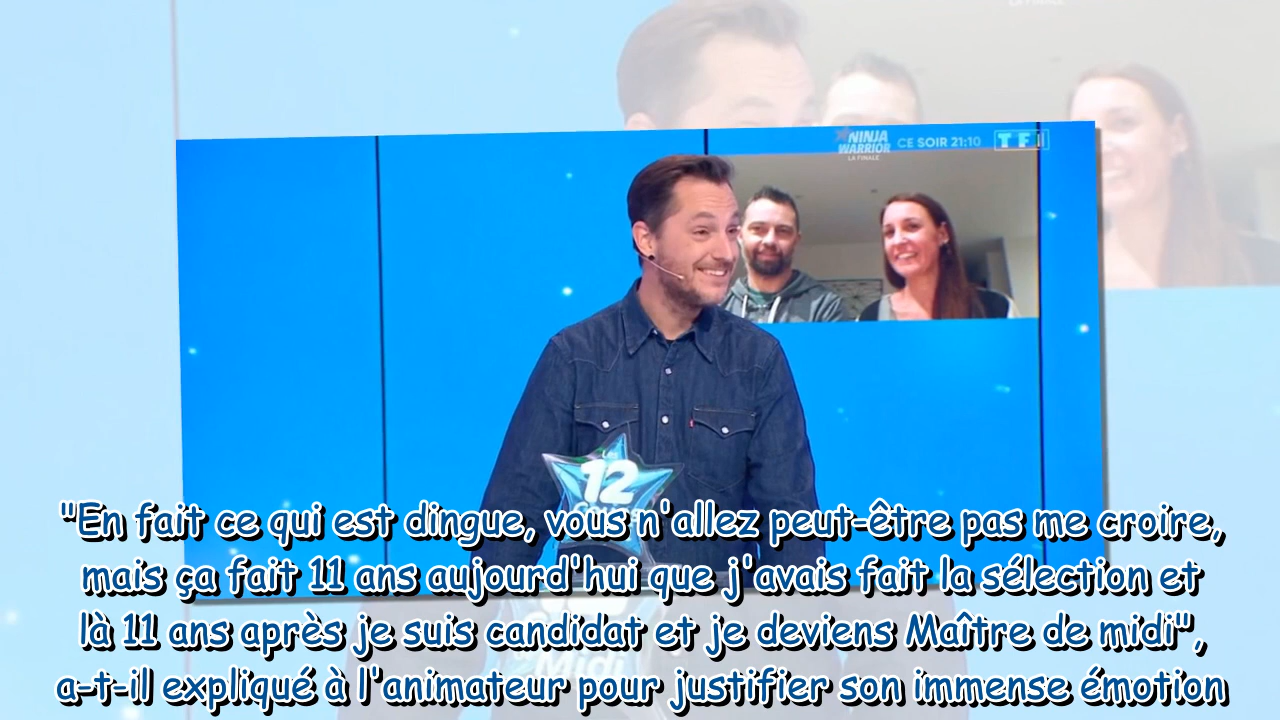 NINJA
WARRIOR
LA FINALE
CE SOIR 21:10
TF1
Les
12
Coups
"En fait ce qui est dingue, vous n'allez peut-être pas me croire,
mais ça fait 11 ans aujourd'hui que j'avais fait la sélection et
là 11 ans après je suis candidat et je deviens Maître de midi",
Midi
a-t-il expliqué à l'animateur pour justifier son immense émotion